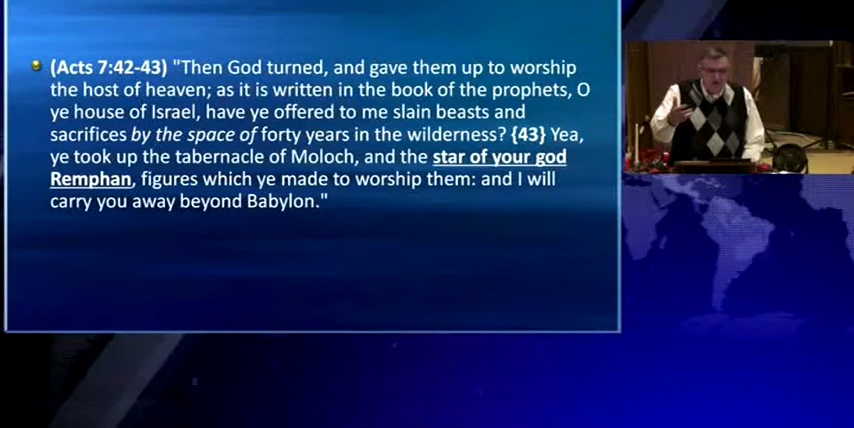 (Acts 7:42-43) "Then God turned, and gave them up to worship
the host of heaven; as it is written in the book of the prophets, O
ye house of Israel, have ye offered to me slain beasts and
sacrifices by the space of forty years in the wilderness? {43} Yea,
ye took up the tabernacle of Moloch, and the star of your god
Remphan, figures which ye made to worship them: and I will
carry you away beyond Babylon."